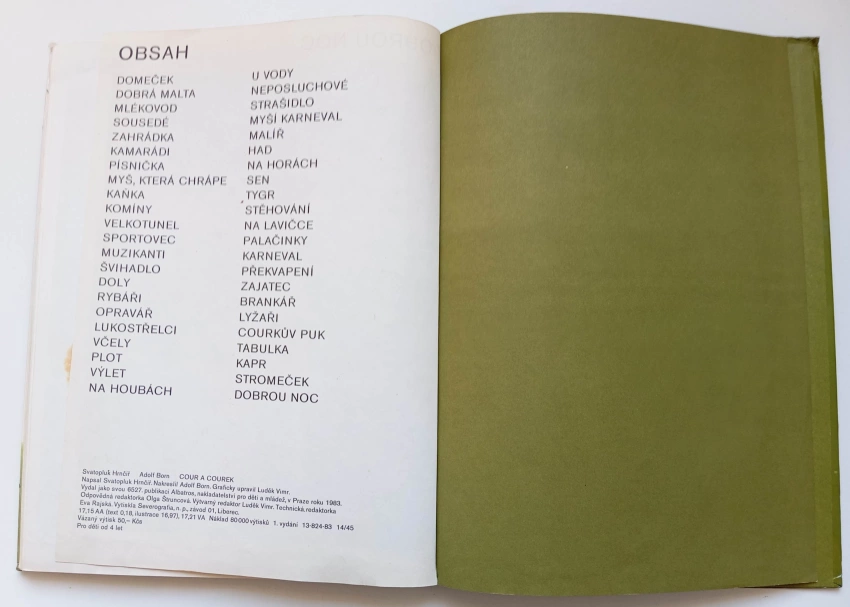 OBSAH
DOMEČEK
DOBRÁ MALTA
MLÉKOVOD
SOUSEDÉ
ZAHRÁDKA
KAMARÁDI
PÍSNIČKA
MYŠ, KTERÁ CHRÁPE
KAŇKA
KOMÍNY
VELKOTUNEL
SPORTOVEC
MUZIKANTI
ŠVIHADLO
DOLY
RYBÁŘI
OPRAVÁŘ
LUKOSTŘELCI
VČELY
PLOT
VÝLET
NA HOUBÁCH
U VODY
NEPOSLUCHOVÉ
STRAŠIDLO
MYŠÍ KARNEVAL
MALÍŘ
HAD
NA HORÁCH
SEN
TYGR
STĚHOVÁNÍ
NA LAVIČCE
PALAČINKY
KARNEVAL
PŘEKVAPENÍ
ZAJATEC
BRANKÁŘ
LYŽAŘI
COURKŮV PUK
TABULKA
KAPR
STROMEČEK
DOBROU NOC
Svatopluk Hrnčíř Adolf Born COUR A COUREK
Napsal Svatopluk Hrnčíř. Nakreslil Adolf Born. Graficky upravil Luděk Vimr.
Vydal jako svou 6527. publikaci Albatros, nakladatelství pro děti a mládež, v Praze roku 1983.
Odpovědná redaktorka Olga Štruncová. Výtvarný redaktor Luděk Vimr. Technická redaktorka
Eva Rajská. Vytiskla Severografia, n. p., závod 01, Liberec.
17,15 AA (text 0,18, ilustrace 16,97), 17,21 VA Náklad 80 000 výtisků 1. vydání 13-824-83 14/45
Vázaný výtisk 50,– Kčs
Pro děti od 4 let